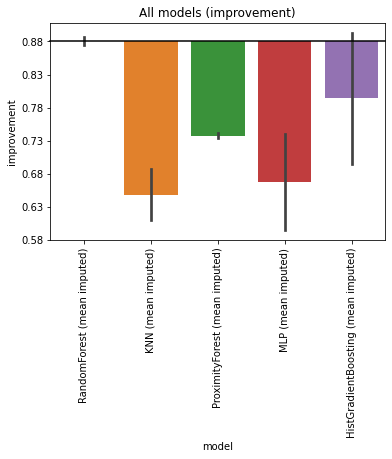 All models (improvement)
improvement
0.88
0.83
0.78
0.73
0.68
0.63
0.58
RandomForest (mean imputed)
KNN (mean imputed)
ProximityForest (mean imputed)
MLP (mean imputed)
HistGradientBoosting (mean imputed)
model